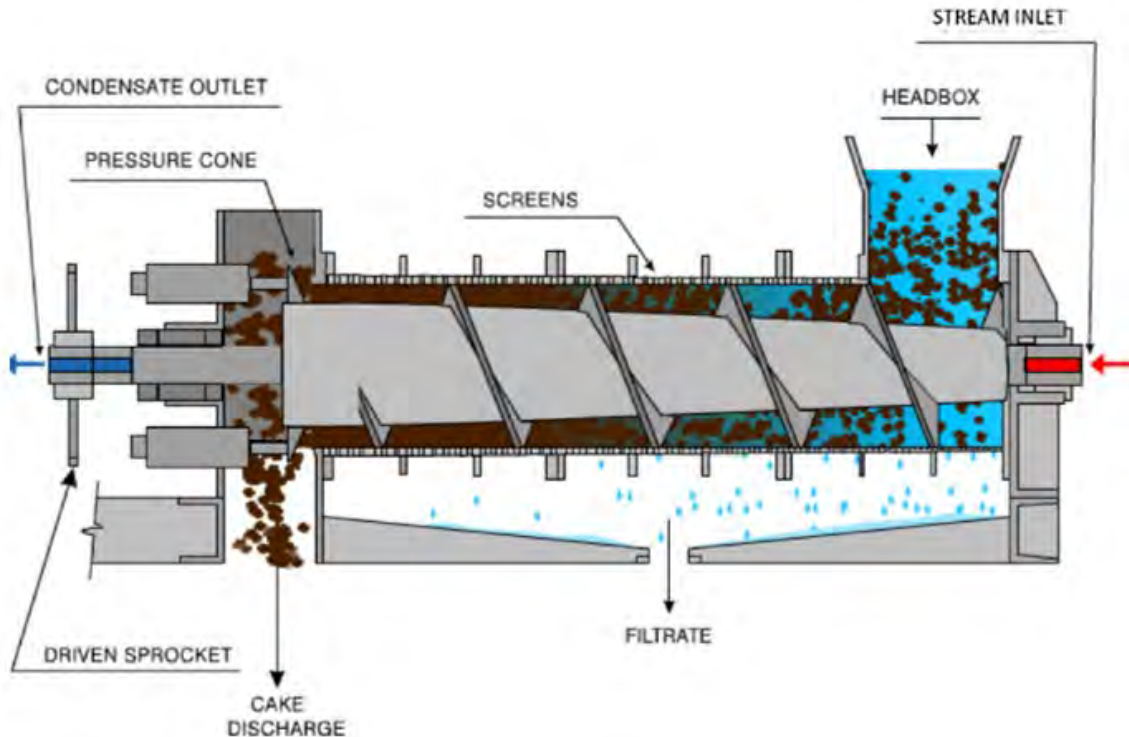 STREAM INLET
CONDENSATE OUTLET
HEADBOX
PRESSURE CONE
SCREENS
FILTRATE
DRIVEN SPROCKET
CAKE
DISCHARGE